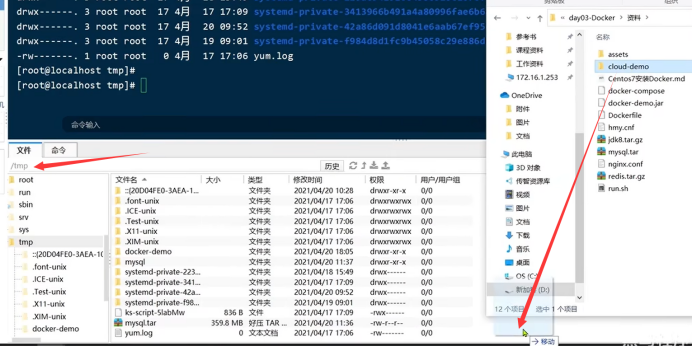 drwx------. 3 root root 17 4月 17 17:09 systemd-private-3413966b491a4a80996fae6b6
drwx------. 3 root root 17 4月 20 09:52 systemd-private-42a86d091d8041e6aab67ef95
drwx------. 3 root root 17 4月 19 09:01 systemd-private-f984d8d1fc9b45058c29e886d
-rw-------. 1 root root 0 4月 17 17:06 yum.log
[root@localhost tmp]#
[root@localhost tmp]#
命令输入
文件 命令
/tmp
历史
root
run
sbin
srv
sys
tmp
::{20D04FE0-3AEA-10
.font-unix
.ICE-unix
.Test-unix
.X11-unix
.XIM-unix
docker-demo
文件名 大小 类型 修改时间 权限 用户/用户组
::{20D04FE0-3AEA-... 文件夹 2021/04/20 10:28 drwxr-xr-x 0/0
.font-unix 文件夹 2021/04/17 17:06 drwxrwxrwx 0/0
.ICE-unix 文件夹 2021/04/17 17:06 drwxrwxrwx 0/0
.Test-unix 文件夹 2021/04/17 17:06 drwxrwxrwx 0/0
.X11-unix 文件夹 2021/04/17 17:06 drwxrwxrwx 0/0
.XIM-unix 文件夹 2021/04/17 17:06 drwxrwxrwx 0/0
docker-demo 文件夹 2021/04/20 18:05 drwxr-xr-x 0/0
mysql 文件夹 2021/04/20 11:37 drwxr-xr-x 0/0
systemd-private-223... 文件夹 2021/04/18 15:49 drwx------ 0/0
systemd-private-341... 文件夹 2021/04/17 17:09 drwx------ 0/0
systemd-private-42a... 文件夹 2021/04/20 09:52 drwx------ 0/0
systemd-private-f98... 文件夹 2021/04/19 09:01 drwx------ 0/0
ks-script-5labMw 836 B 文件 2021/04/17 17:06 -rwx------ 0/0
mysql.tar 359.8 MB 好压 TAR ... 2021/04/20 11:36 -rw-r--r-- 0/0
yum.log 0 文本文档 2021/04/17 17:06 -rw------- 0/0
剪贴板
« day03-Docker › 资料 ›
参考书
课程资料
工作资料
172.16.1.253
OneDrive
附件
图片
文档
此电脑
3D 对象
传智资源库
视频
图片
文档
下载
音乐
桌面
OS (C:)
新加卷 (D:)
名称
assets
cloud-demo
Centos7安装Docker.md
docker-compose
docker-demo.jar
Dockerfile
hmy.cnf
jdk8.tar.gz
mysql.tar
nginx.conf
redis.tar.gz
run.sh
12 个项目 选中 1 个项目
移动